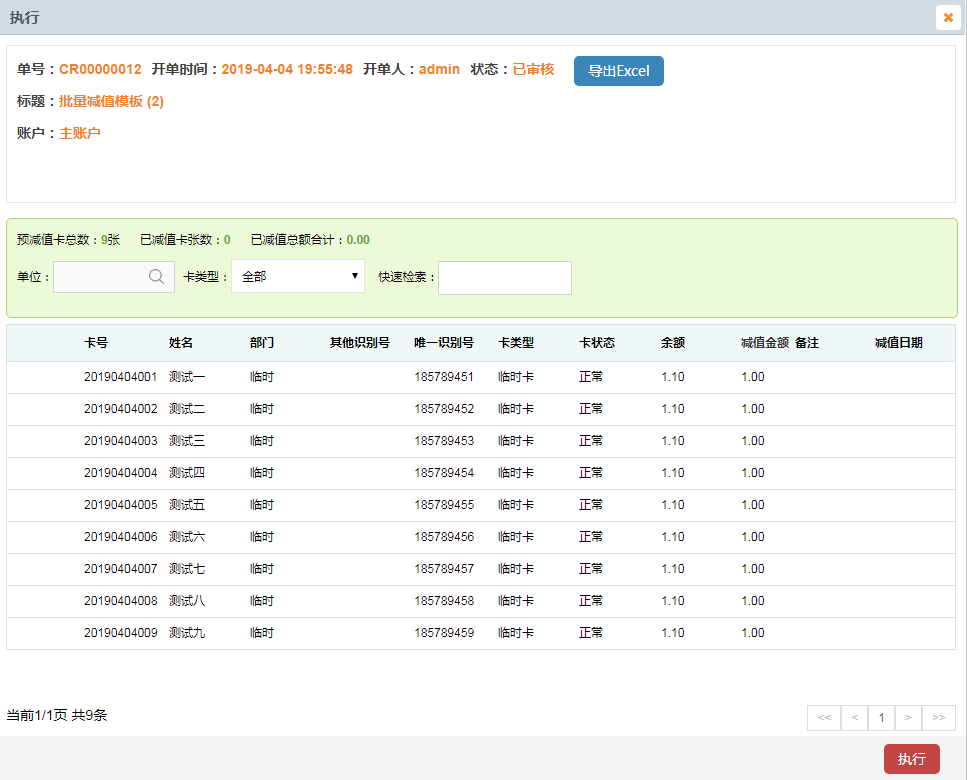 执行
单号：CR00000012 开单时间：2019-04-04 19:55:48 开单人：admin 状态：已审核 导出Excel
标题：批量减值模板 (2)
账户：主账户
预减值卡总数：9张 已减值卡张数：0 已减值总额合计：0.00
单位： 卡类型： 全部 快速检索：
卡号 姓名 部门 其他识别号 唯一识别号 卡类型 卡状态 余额 减值金额 备注 减值日期
20190404001 测试一 临时 185789451 临时卡 正常 1.10 1.00
20190404002 测试二 临时 185789452 临时卡 正常 1.10 1.00
20190404003 测试三 临时 185789453 临时卡 正常 1.10 1.00
20190404004 测试四 临时 185789454 临时卡 正常 1.10 1.00
20190404005 测试五 临时 185789455 临时卡 正常 1.10 1.00
20190404006 测试六 临时 185789456 临时卡 正常 1.10 1.00
20190404007 测试七 临时 185789457 临时卡 正常 1.10 1.00
20190404008 测试八 临时 185789458 临时卡 正常 1.10 1.00
20190404009 测试九 临时 185789459 临时卡 正常 1.10 1.00
当前1/1页 共9条 << < 1 > >>
执行